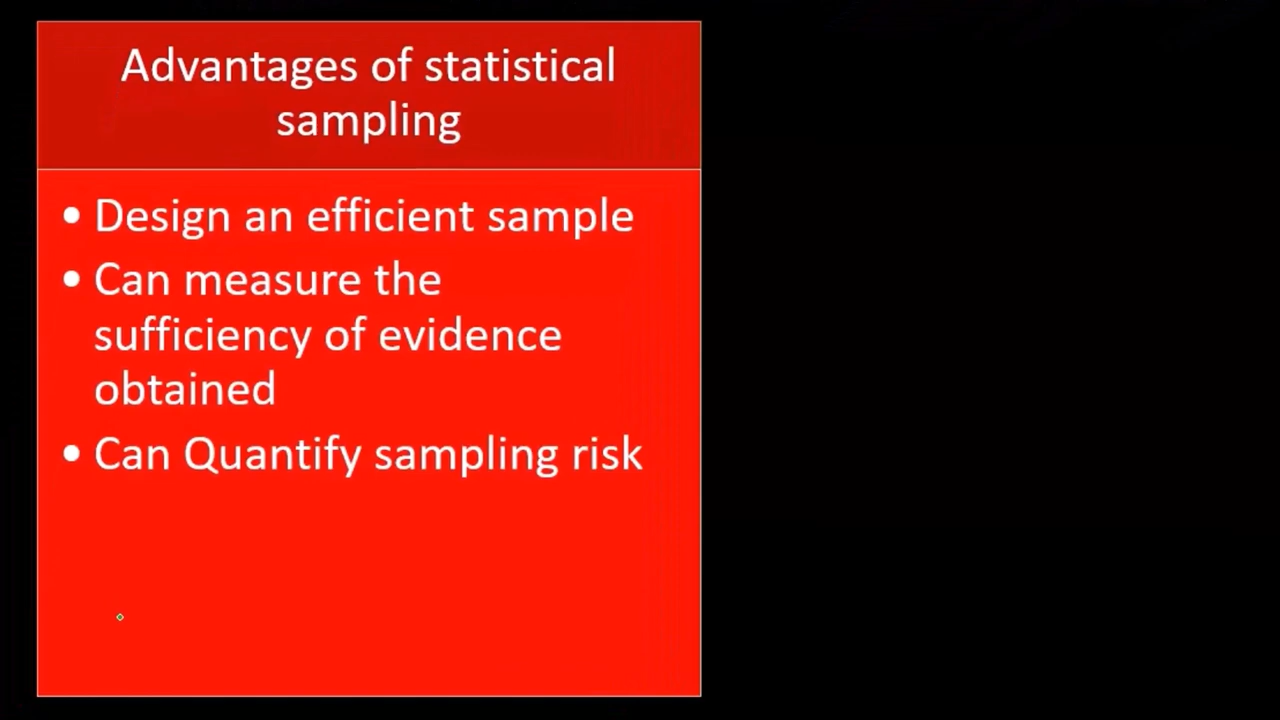 Advantages of statistical
sampling
• Design an efficient sample
• Can measure the
sufficiency of evidence
obtained
• Can Quantify sampling risk